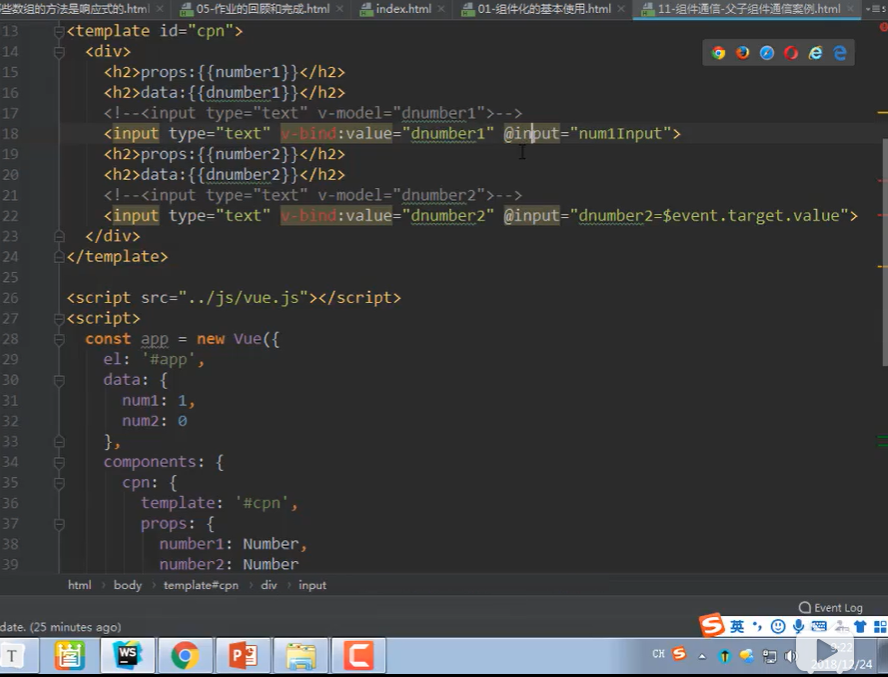 些数组的方法是响应式的.html 05-作业的回顾和完成.html index.html 01-组件化的基本使用.html 11-组件通信-父子组件通信案例.html
13 <template id="cpn">
14 <div>
15 <h2>props:{{number1}}</h2>
16 <h2>data:{{dnumber1}}</h2>
17 <!--<input type="text" v-model="dnumber1">-->
18 <input type="text" v-bind:value="dnumber1" @input="num1Input">
19 <h2>props:{{number2}}</h2>
20 <h2>data:{{dnumber2}}</h2>
21 <!--<input type="text" v-model="dnumber2">-->
22 <input type="text" v-bind:value="dnumber2" @input="dnumber2=$event.target.value">
23 </div>
24 </template>
25
26 <script src="../js/vue.js"></script>
27 <script>
28 const app = new Vue({
29 el: '#app',
30 data: {
31 num1: 1,
32 num2: 0
33 },
34 components: {
35 cpn: {
36 template: '#cpn',
37 props: {
38 number1: Number,
39 number2: Number
html body template#cpn div input
Event Log
date. (25 minutes ago)
英
CH
9:22
2018/12/24